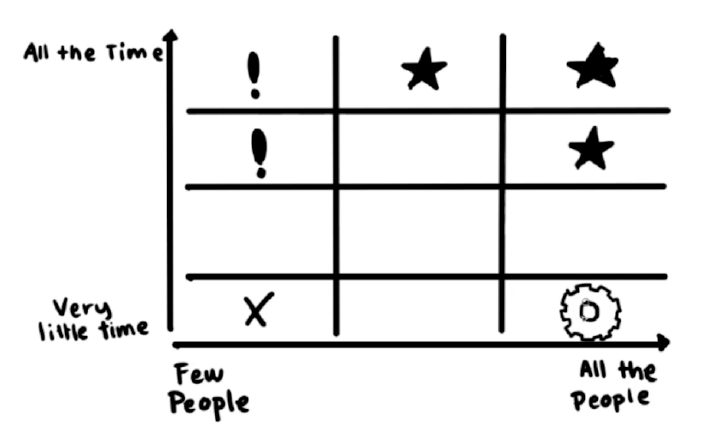 All the Time
!
!
Very
little time
X
Few
People
All the
People